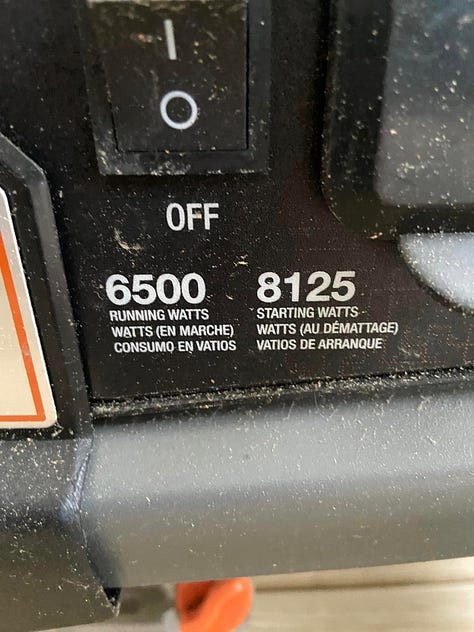 I
O
OFF
6500
RUNNING WATTS
WATTS (EN MARCHE)
CONSUMO EN VATIOS
8125
STARTING WATTS
WATTS (AU DÉMATTAGE)
VATIOS DE ARRANQUE